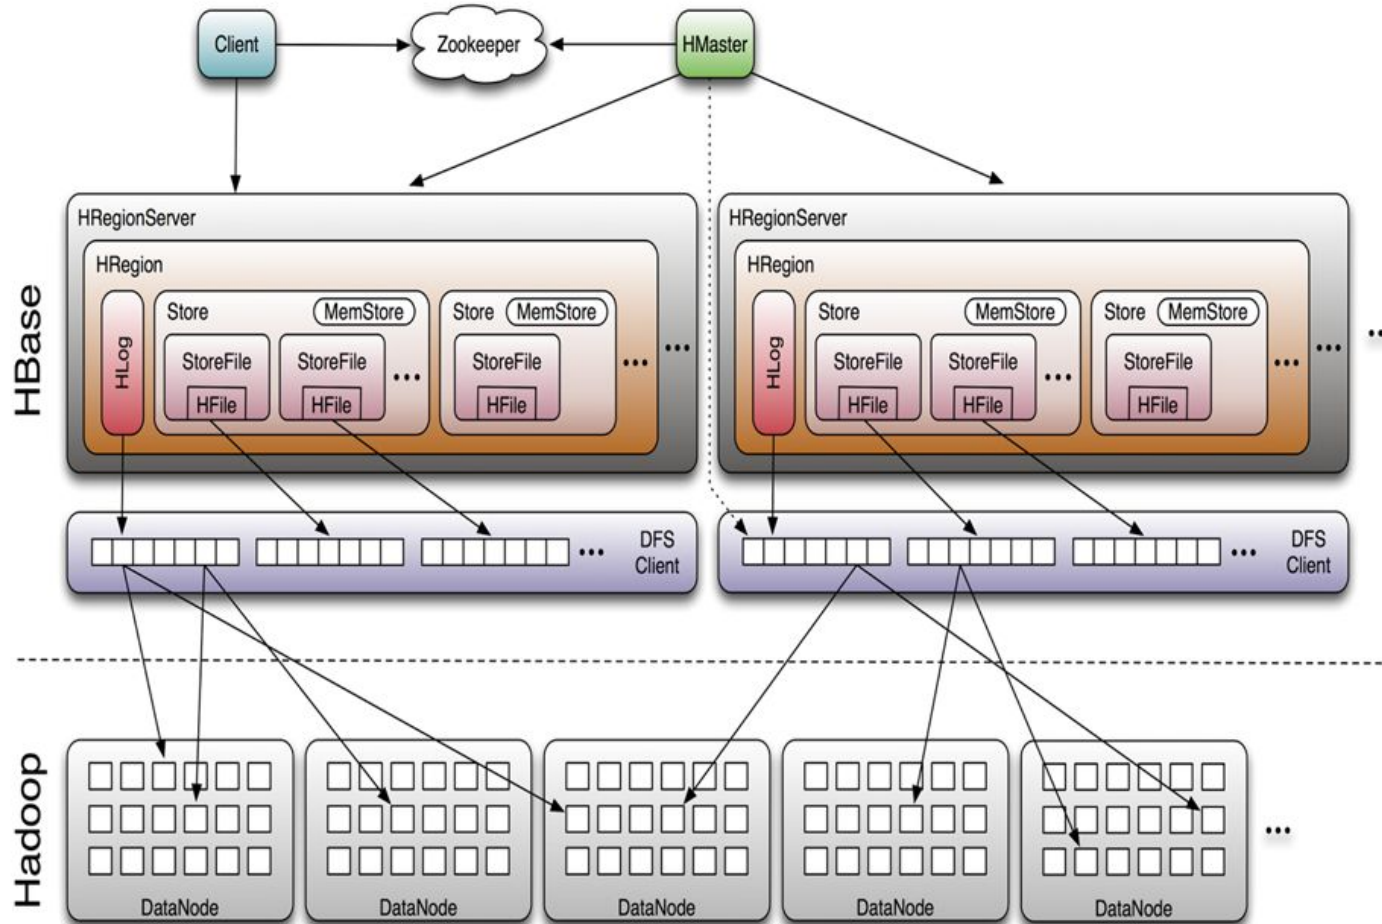 Client
Zookeeper
HMaster
HBase
HRegionServer
HRegion
HLog
Store
MemStore
StoreFile
HFile
StoreFile
HFile
...
Store
MemStore
StoreFile
HFile
...
...
HRegionServer
HRegion
HLog
Store
MemStore
StoreFile
HFile
StoreFile
HFile
...
Store
MemStore
StoreFile
HFile
...
...
...
...
DFS
Client
...
DFS
Client
Hadoop
DataNode
DataNode
DataNode
DataNode
DataNode
...